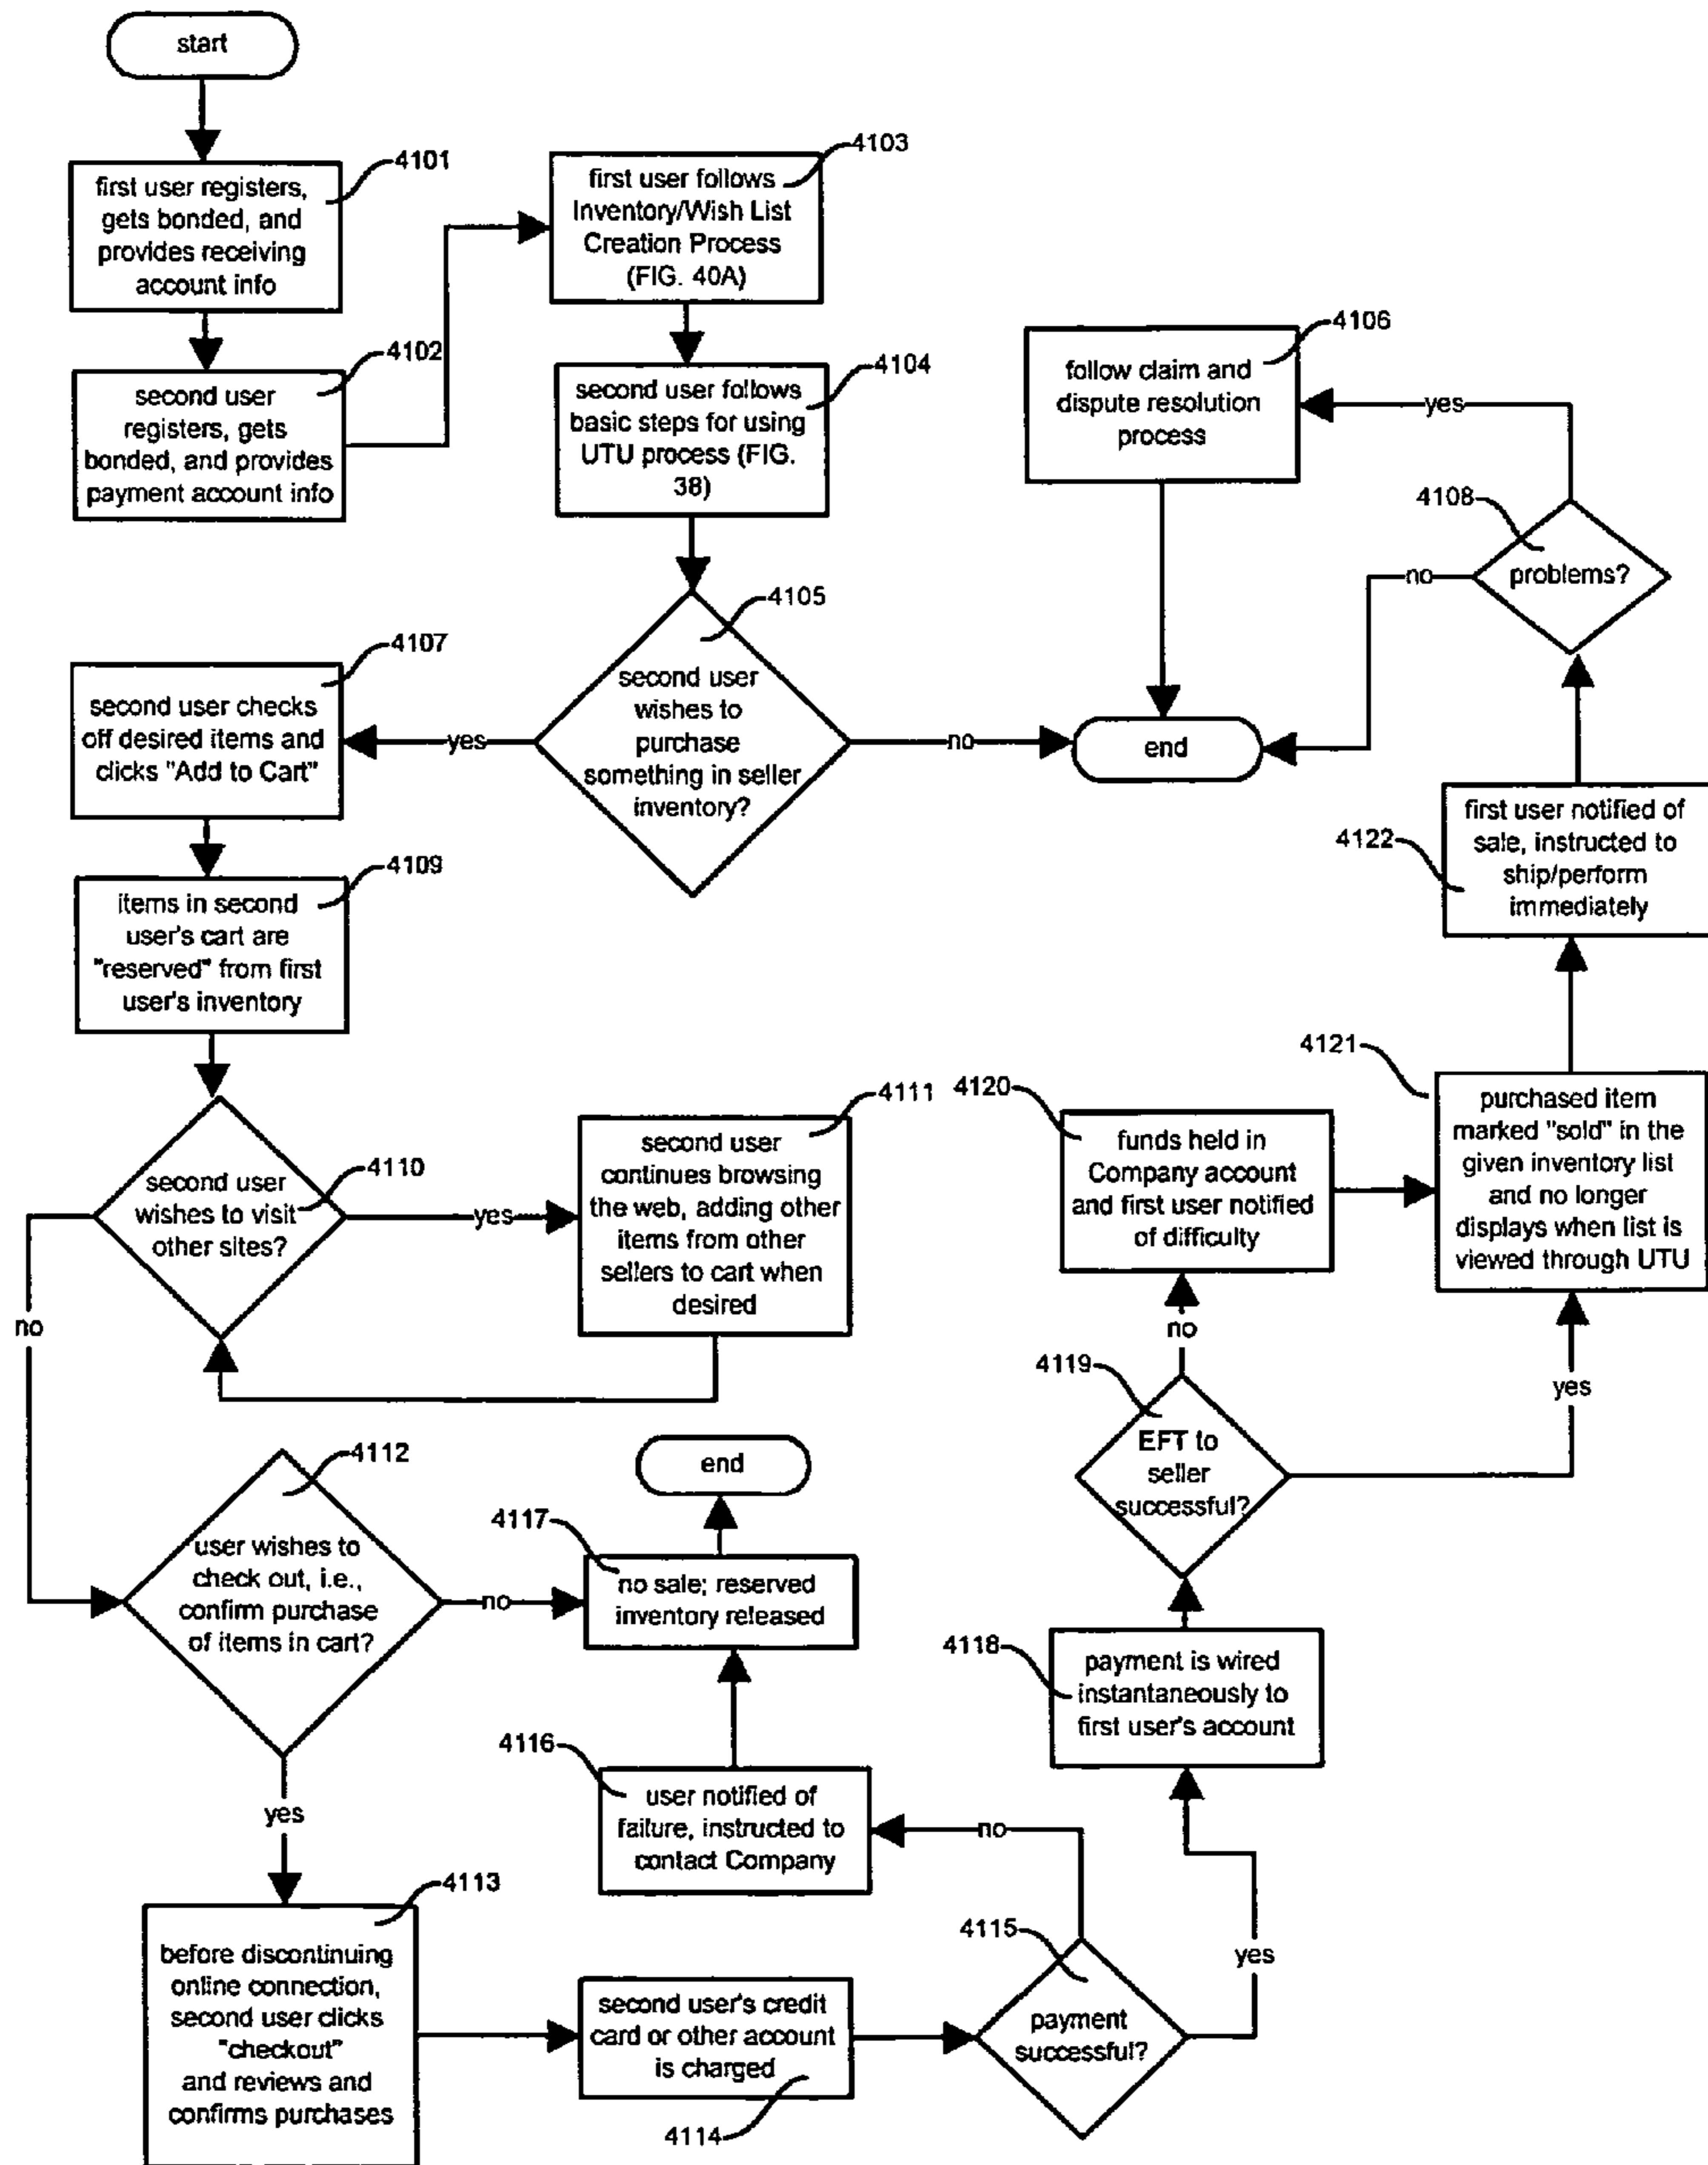 start
4101
first user registers,
gets bonded, and
provides receiving
account info
4102
second user
registers, gets
bonded, and provides
payment account info
4103
first user follows
Inventory/Wish List
Creation Process
(FIG. 40A)
4104
second user follows
basic steps for using
UTU process (FIG.
38)
4105
second user
wishes to
purchase
something in seller
inventory?
yes
no
4106
follow claim and
dispute resolution
process
yes
4108
problems?
no
end
4107
second user checks
off desired items and
clicks "Add to Cart"
4109
items in second
user's cart are
"reserved" from first
user's inventory
4110
second user
wishes to visit
other sites?
yes
no
4111
second user
continues browsing
the web, adding other
items from other
sellers to cart when
desired
4112
user wishes to
check out, i.e.,
confirm purchase
of items in cart?
no
yes
end
4117
no sale; reserved
inventory released
4116
user notified of
failure, instructed to
contact Company
no
4113
before discontinuing
online connection,
second user clicks
"checkout"
and reviews and
confirms purchases
second user's credit
card or other account
is charged
4114
4115
payment
successful?
yes
4118
payment is wired
instantaneously to
first user's account
4119
EFT to
seller
successful?
no
yes
4120
funds held in
Company account
and first user notified
of difficulty
4121
purchased item
marked "sold" in the
given inventory list
and no longer
displays when list is
viewed through UTU
4122
first user notified of
sale, instructed to
ship/perform
immediately